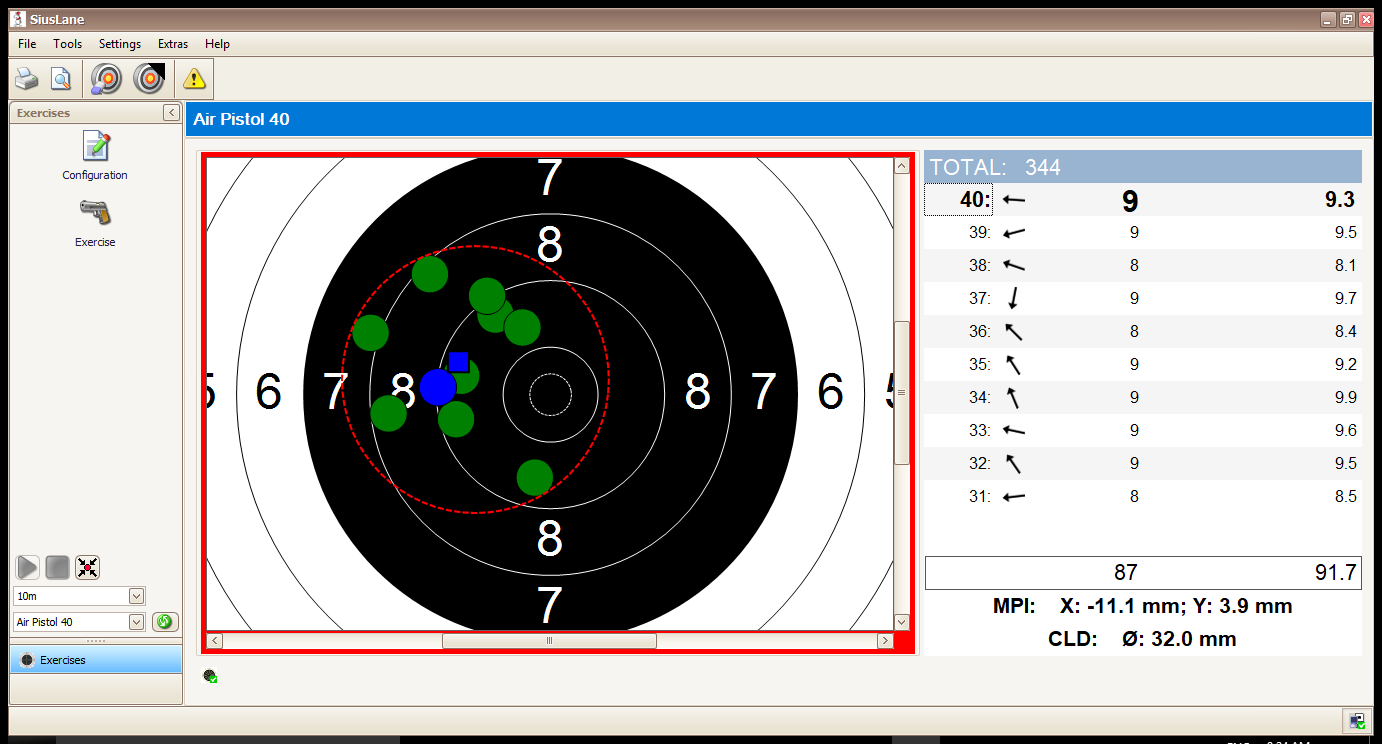 SiusLane
File Tools Settings Extras Help
Exercises
Configuration
Exercise
10m
Air Pistol 40
Exercises
Air Pistol 40
7
8
6 7 8 8 7 6
8
7
TOTAL: 344
40: 9 9.3
39: 9 9.5
38: 8 8.1
37: 9 9.7
36: 8 8.4
35: 9 9.2
34: 9 9.9
33: 9 9.6
32: 9 9.5
31: 8 8.5
87 91.7
MPI: X: -11.1 mm; Y: 3.9 mm
CLD: Ø: 32.0 mm